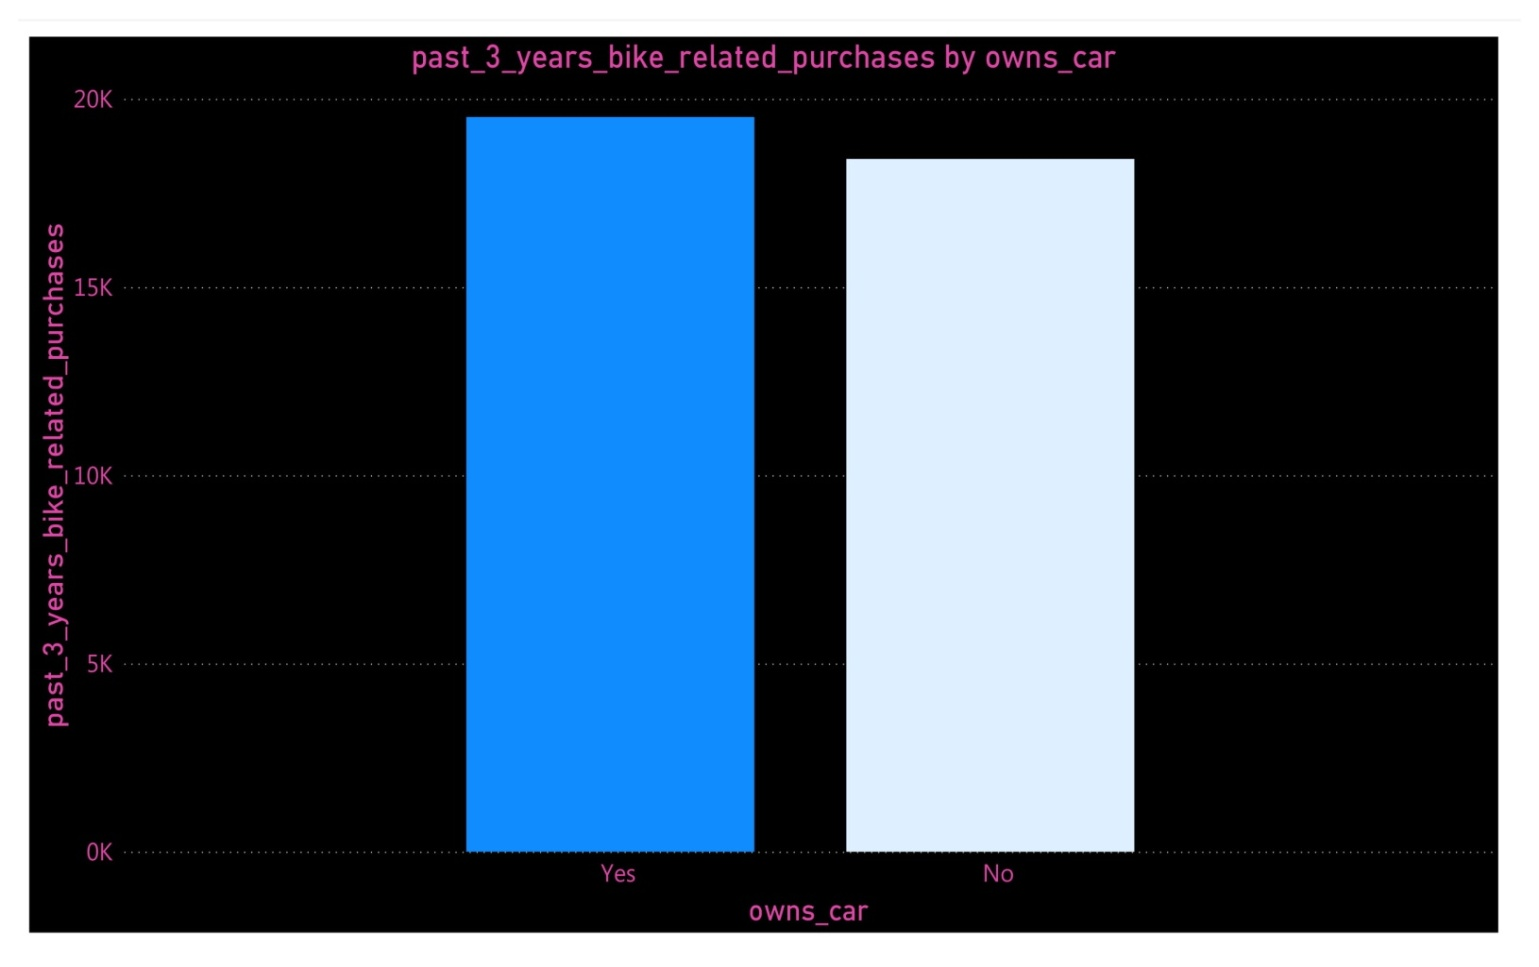 past_3_years_bike_related_purchases by owns_car
past_3_years_bike_related_purchases
20K
15K
10K
5K
0K
Yes
No
owns_car